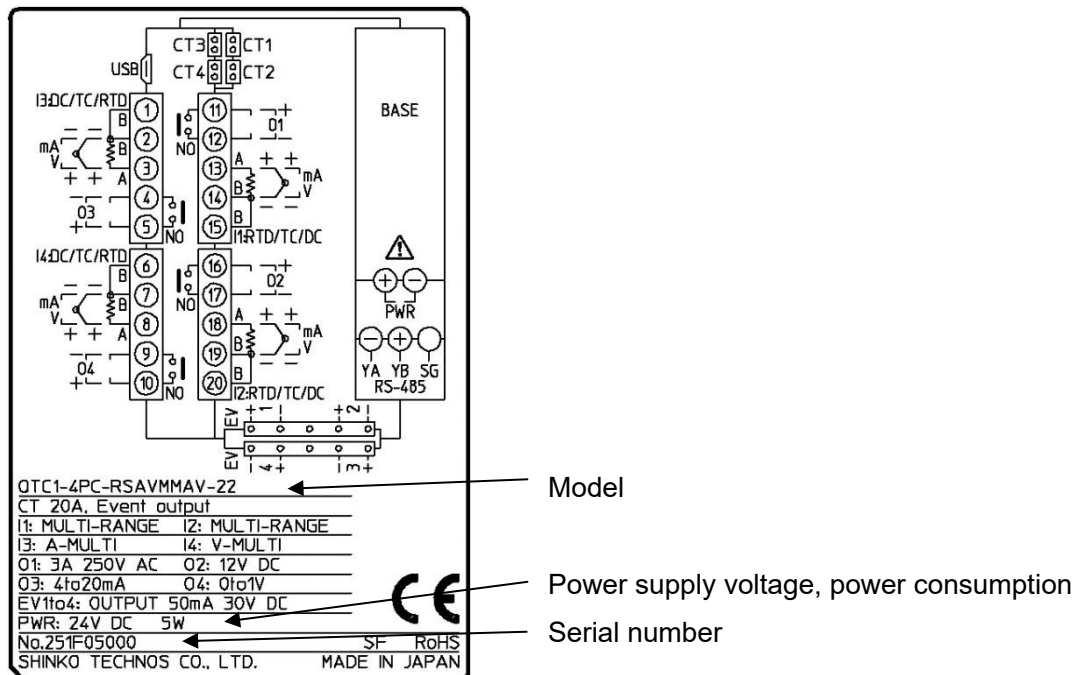 CT3 CT1
USB CT4 CT2
I3:DC/TC/RTD
BASE
1 11
B + O1
2 12
mA V B NO
3 13 A + + mA V
+ + A
4 14 B
O3
5 15 B
+ NO I1:RTD/TC/DC
I4:DC/TC/RTD
6 16 +
B O2
7 17
mA V B NO
8 18 A + + mA V
+ + A
9 19 B
O4
10 20 B
+ NO I2:RTD/TC/DC
+ −
PWR
− +
YA YB SG
RS-485
EV + 1 − + 2 −
EV − 4 + − 3 +
QTC1-4PC-RSAVMMAV-22
Model
CT 20A, Event output
I1: MULTI-RANGE I2: MULTI-RANGE
I3: A-MULTI I4: V-MULTI
O1: 3A 250V AC O2: 12V DC
O3: 4to20mA O4: 0to1V
CE
EV1to4: OUTPUT 50mA 30V DC
Power supply voltage, power consumption
PWR: 24V DC 5W
Serial number
No.251F05000 SF RoHS
SHINKO TECHNOS CO., LTD. MADE IN JAPAN